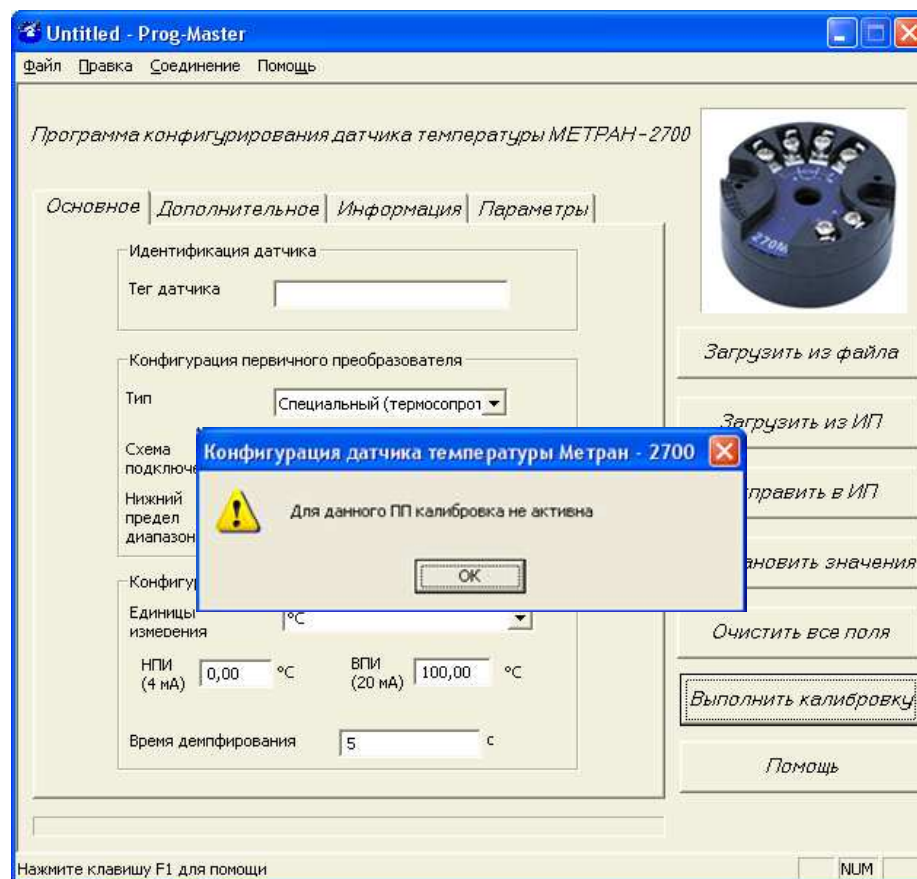 Untitled - Prog-Master
Файл Правка Соединение Помощь
Программа конфигурирования датчика температуры МЕТРАН-2700
Основное Дополнительное Информация Параметры
Идентификация датчика
Тег датчика
270М
Загрузить из файла
Конфигурация первичного преобразователя
Тип
Специальный (термосопрот
Загрузить из ИП
Схема
подключе
Конфигурация датчика температуры Метран - 2700
Для данного ПП калибровка не активна
OK
Нижний
предел
диапазон
править в ИП
ановить значения
Конфигу
Единицы
измерения
°C
Очистить все поля
НПИ
(4 мА)
0,00 °C
ВПИ
(20 мА)
100,00 °C
Выполнить калибровку
Время демпфирования 5 с
Помощь
Нажмите клавишу F1 для помощи
NUM